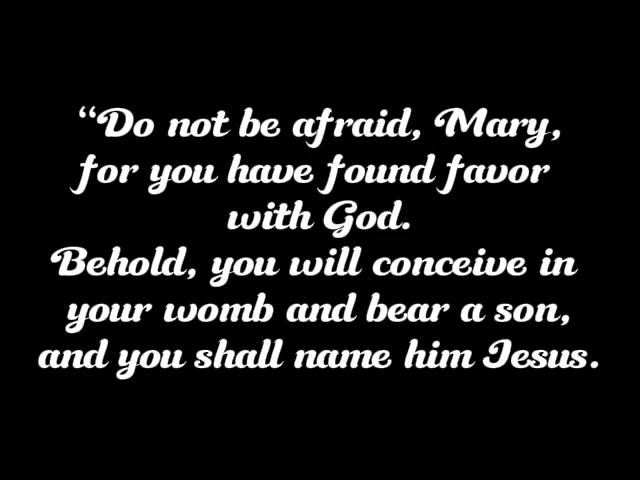 “Do not be afraid, Mary,
for you have found favor
with God.
Behold, you will conceive in
your womb and bear a son,
and you shall name him Jesus.